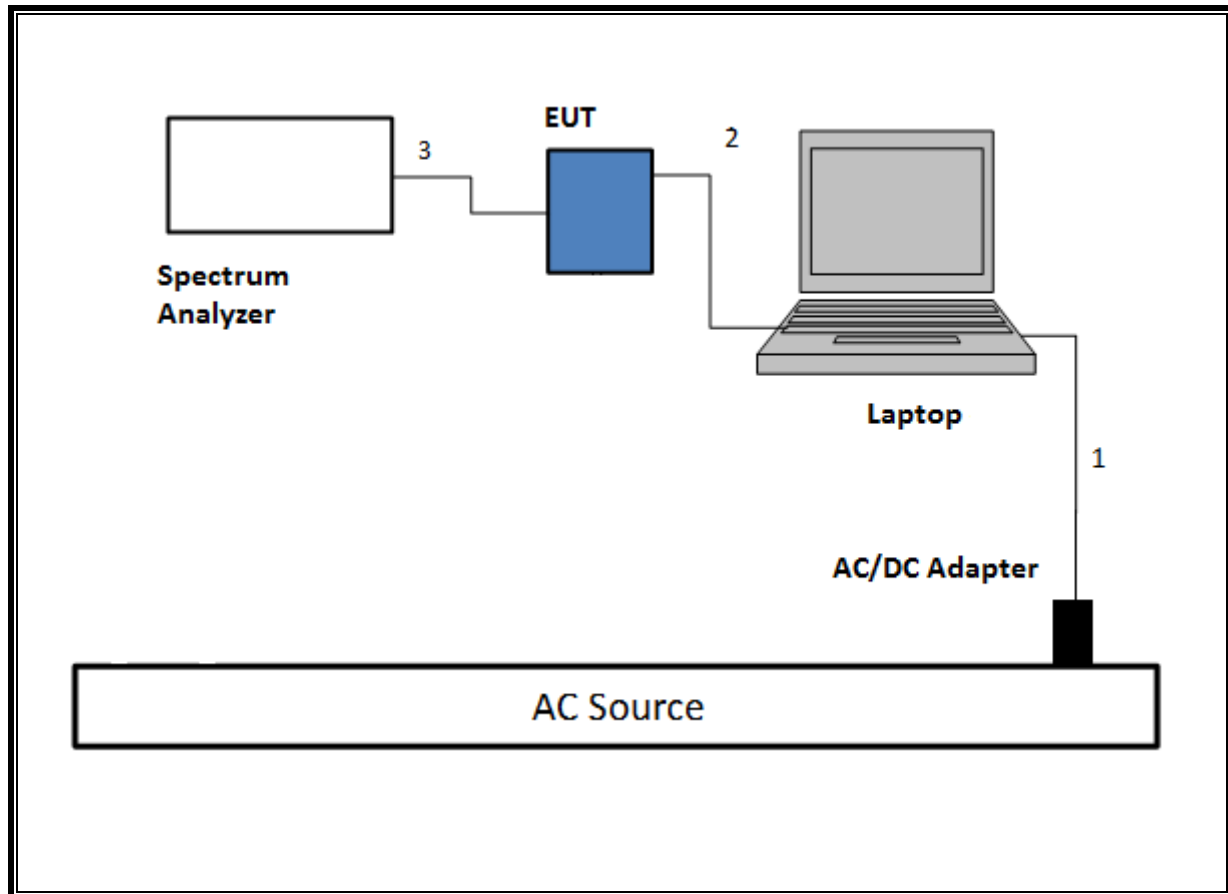 EUT
3
2
Spectrum
Analyzer
Laptop
1
AC/DC Adapter
AC Source